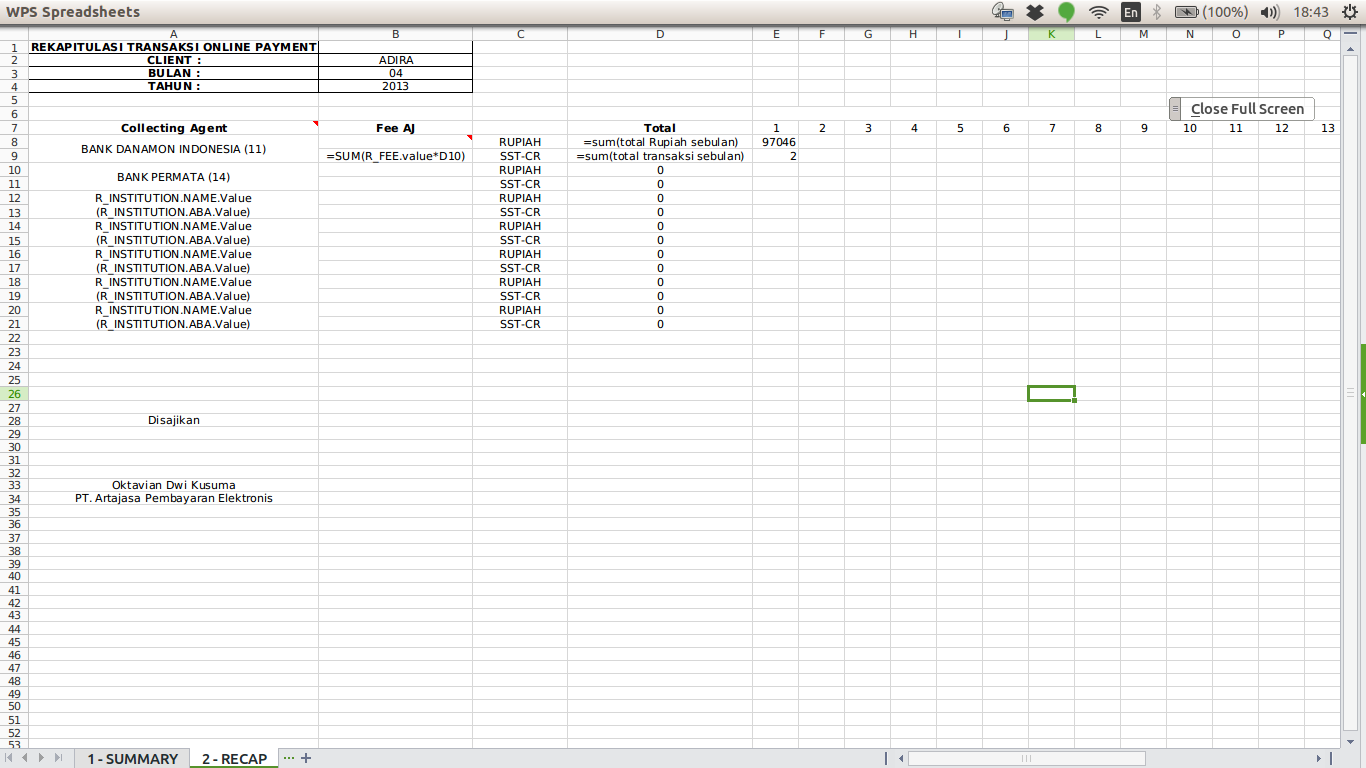 WPS Spreadsheets En (100%) 18:43
A B C D E F G H I J K L M N O P Q
1 REKAPITULASI TRANSAKSI ONLINE PAYMENT
2 CLIENT : ADIRA
3 BULAN : 04
4 TAHUN : 2013
5
6
Close Full Screen
7 Collecting Agent Fee AJ Total 1 2 3 4 5 6 7 8 9 10 11 12 13
8 RUPIAH =sum(total Rupiah sebulan) 97046
BANK DANAMON INDONESIA (11)
9 =SUM(R_FEE.value*D10) SST-CR =sum(total transaksi sebulan) 2
10 RUPIAH 0
BANK PERMATA (14)
11 SST-CR 0
12 R_INSTITUTION.NAME.Value RUPIAH 0
13 (R_INSTITUTION.ABA.Value) SST-CR 0
14 R_INSTITUTION.NAME.Value RUPIAH 0
15 (R_INSTITUTION.ABA.Value) SST-CR 0
16 R_INSTITUTION.NAME.Value RUPIAH 0
17 (R_INSTITUTION.ABA.Value) SST-CR 0
18 R_INSTITUTION.NAME.Value RUPIAH 0
19 (R_INSTITUTION.ABA.Value) SST-CR 0
20 R_INSTITUTION.NAME.Value RUPIAH 0
21 (R_INSTITUTION.ABA.Value) SST-CR 0
22
23
24
25
26
27
28 Disajikan
29
30
31
32
33 Oktavian Dwi Kusuma
34 PT. Artajasa Pembayaran Elektronis
35
36
37
38
39
40
41
42
43
44
45
46
47
48
49
50
51
52
53
1 - SUMMARY 2 - RECAP ... +